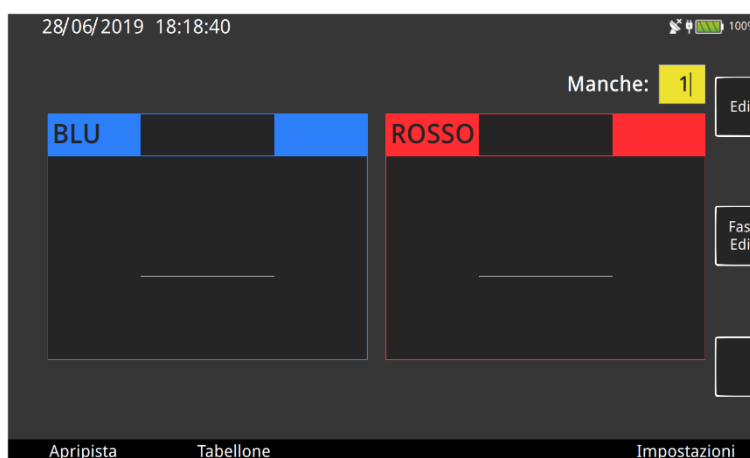 28/06/2019 18:18:40
Manche: 1
BLU
ROSSO
Apripista Tabellone Impostazioni